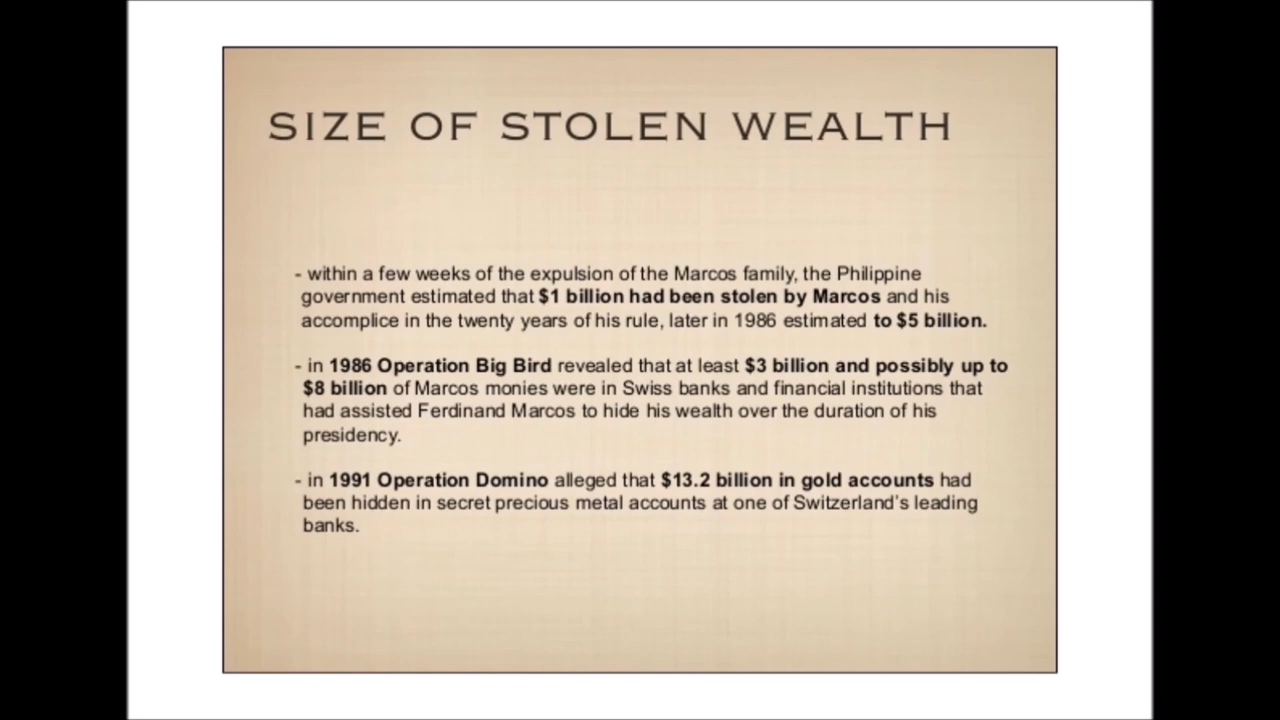 SIZE OF STOLEN WEALTH
- within a few weeks of the expulsion of the Marcos family, the Philippine
government estimated that $1 billion had been stolen by Marcos and his
accomplice in the twenty years of his rule, later in 1986 estimated to $5 billion.
- in 1986 Operation Big Bird revealed that at least $3 billion and possibly up to
$8 billion of Marcos monies were in Swiss banks and financial institutions that
had assisted Ferdinand Marcos to hide his wealth over the duration of his
presidency.
- in 1991 Operation Domino alleged that $13.2 billion in gold accounts had
been hidden in secret precious metal accounts at one of Switzerland's leading
banks.